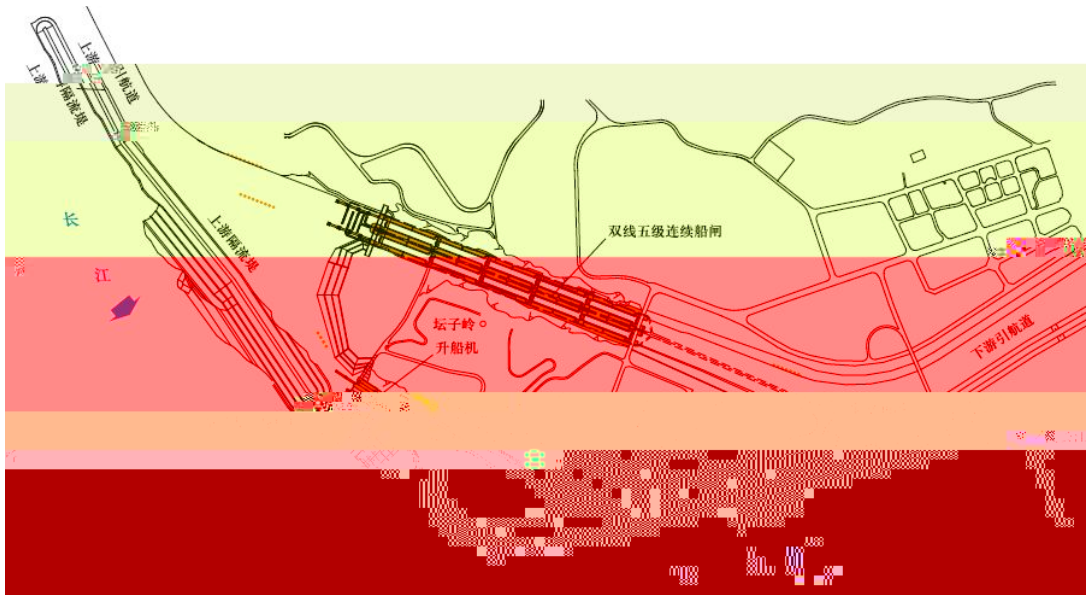 上游引航道
上游隔流堤
上游隔流堤
长
江
双线五级连续船闸
坛子岭
升船机
下游引航道